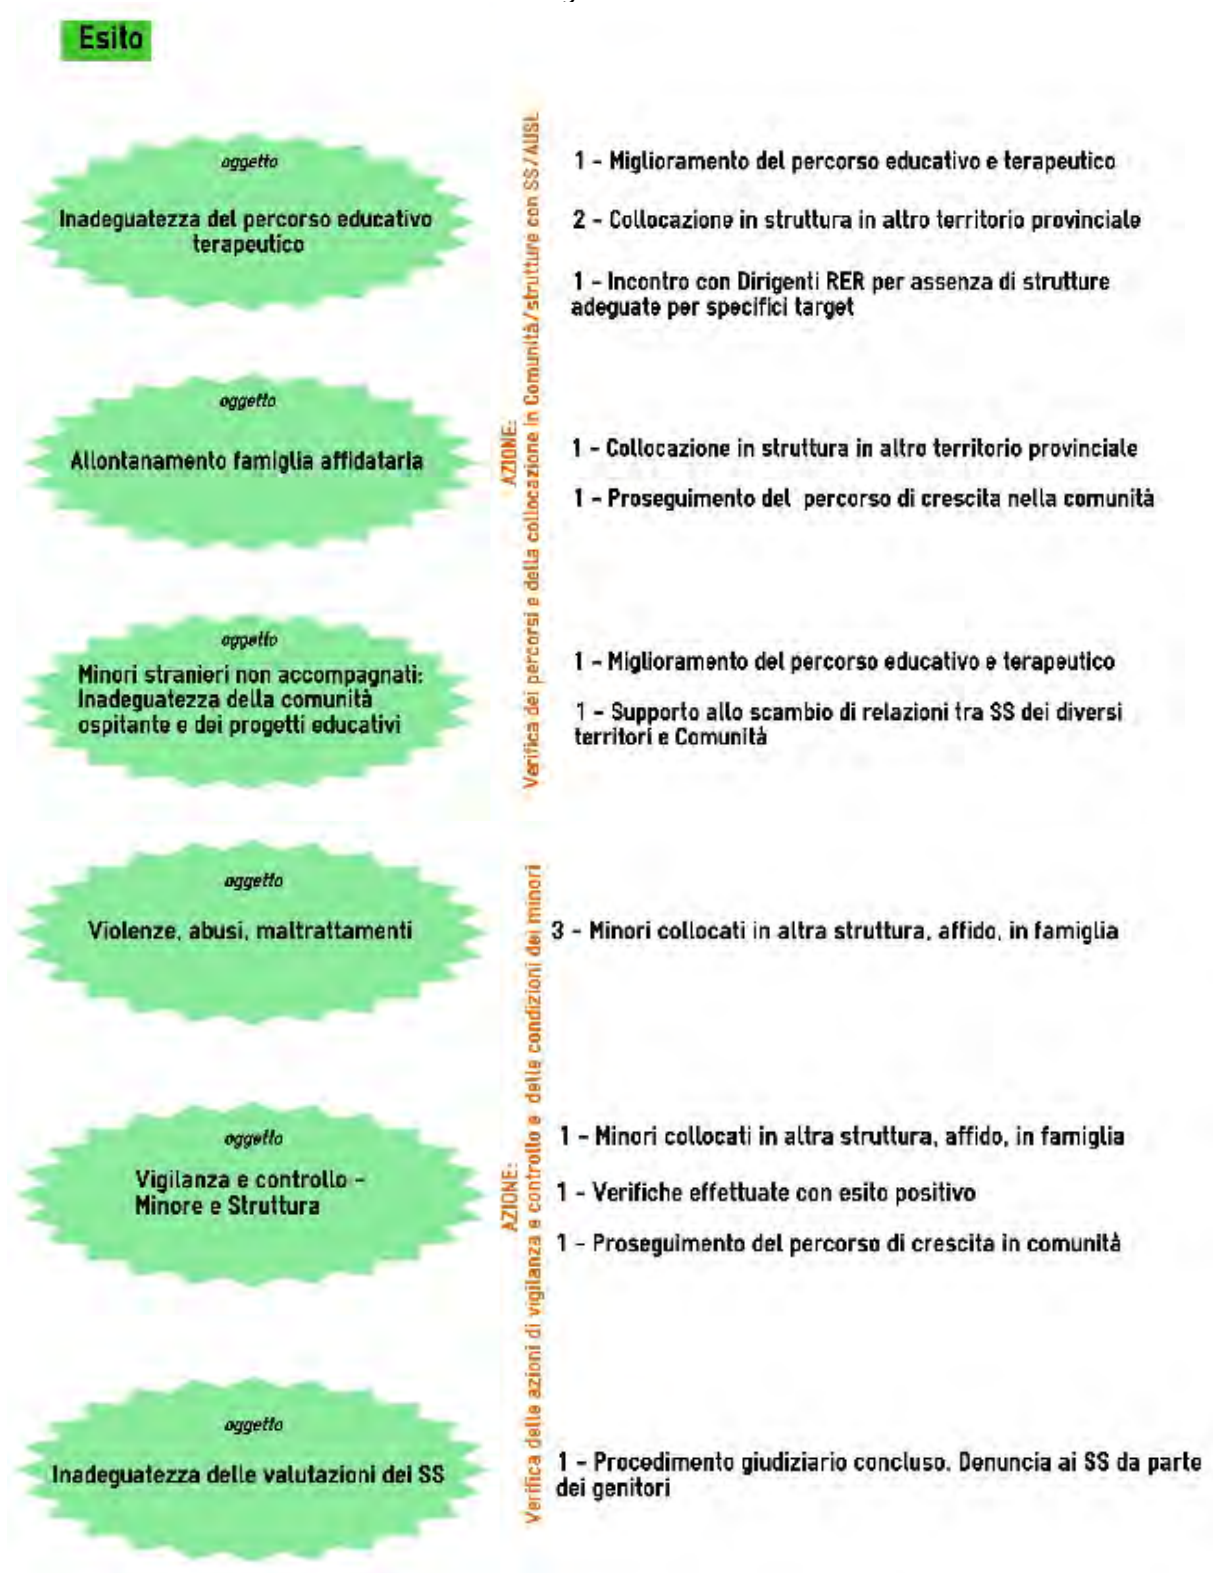 Esito
oggetto
Inadeguatezza del percorso educativo
terapeutico
1 - Miglioramento del percorso educativo e terapeutico
2 - Collocazione in struttura in altro territorio provinciale
1 - Incontro con Dirigenti RER per assenza di strutture
adeguate per specifici target
AZIONE:
Verifica dei percorsi e della collocazione in Comunità/strutture con SS/AUSL
oggetto
Allontanamento famiglia affidataria
1 - Collocazione in struttura in altro territorio provinciale
1 - Proseguimento del percorso di crescita nella comunità
oggetto
Minori stranieri non accompagnati:
Inadeguatezza della comunità
ospitante e dei progetti educativi
1 - Miglioramento del percorso educativo e terapeutico
1 - Supporto allo scambio di relazioni tra SS dei diversi
territori e Comunità
oggetto
Violenze, abusi, maltrattamenti
3 - Minori collocati in altra struttura, affido, in famiglia
AZIONE:
Verifica delle azioni di vigilanza e controllo e delle condizioni dei minori
oggetto
Vigilanza e controllo -
Minore e Struttura
1 - Minori collocati in altra struttura, affido, in famiglia
1 - Verifiche effettuate con esito positivo
1 - Proseguimento del percorso di crescita in comunità
oggetto
Inadeguatezza delle valutazioni dei SS
1 - Procedimento giudiziario concluso. Denuncia ai SS da parte
dei genitori